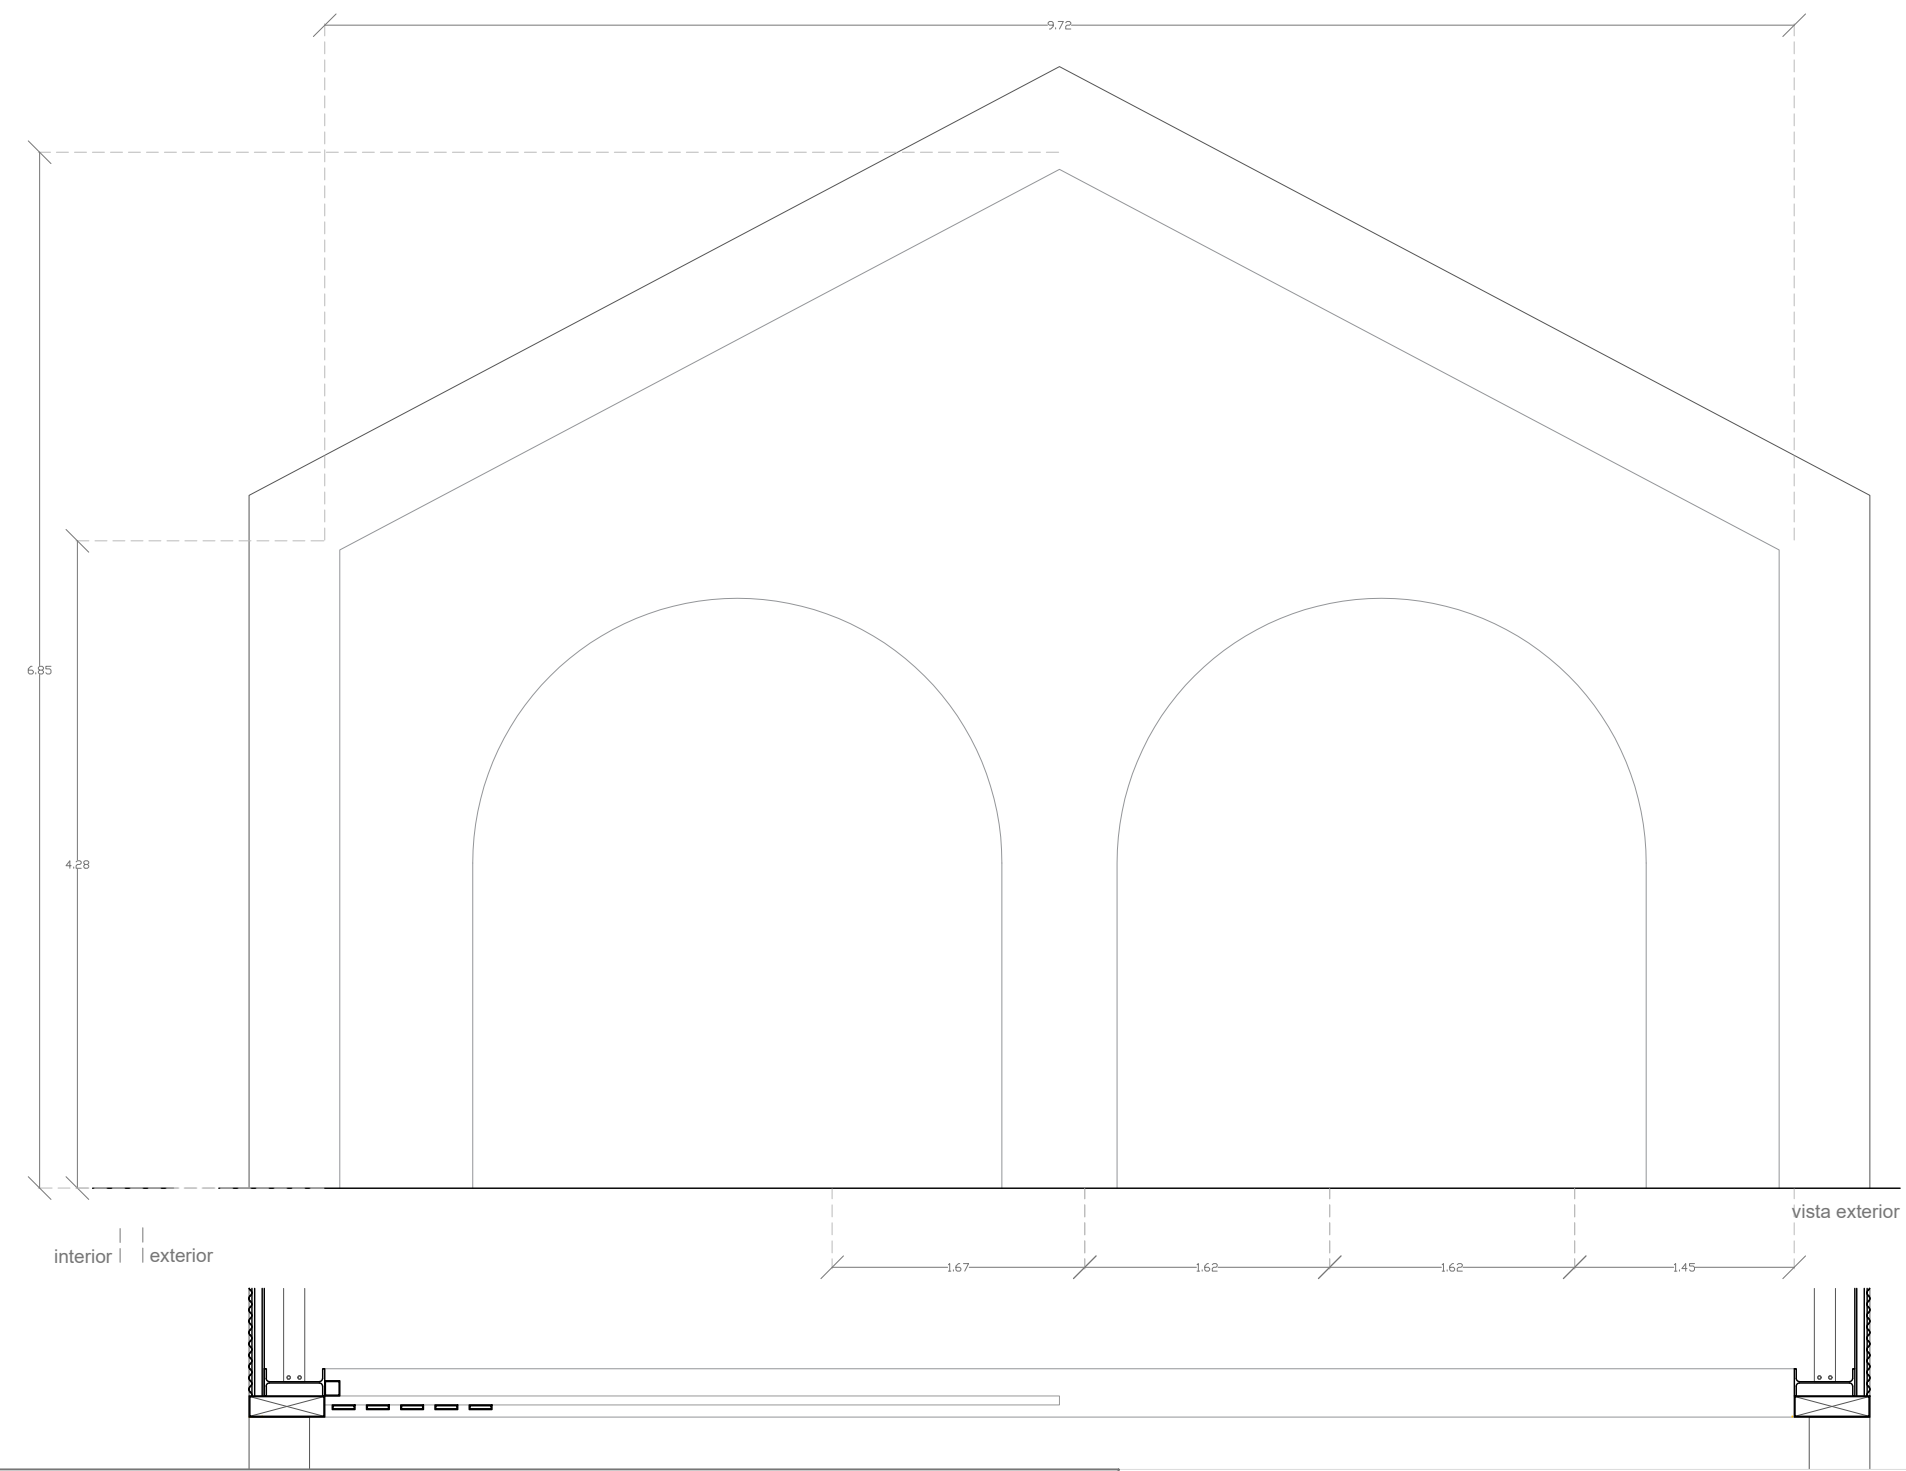 9.72
6.85
4.28
vista exterior
interior exterior
1.67 1.62 1.62 1.45